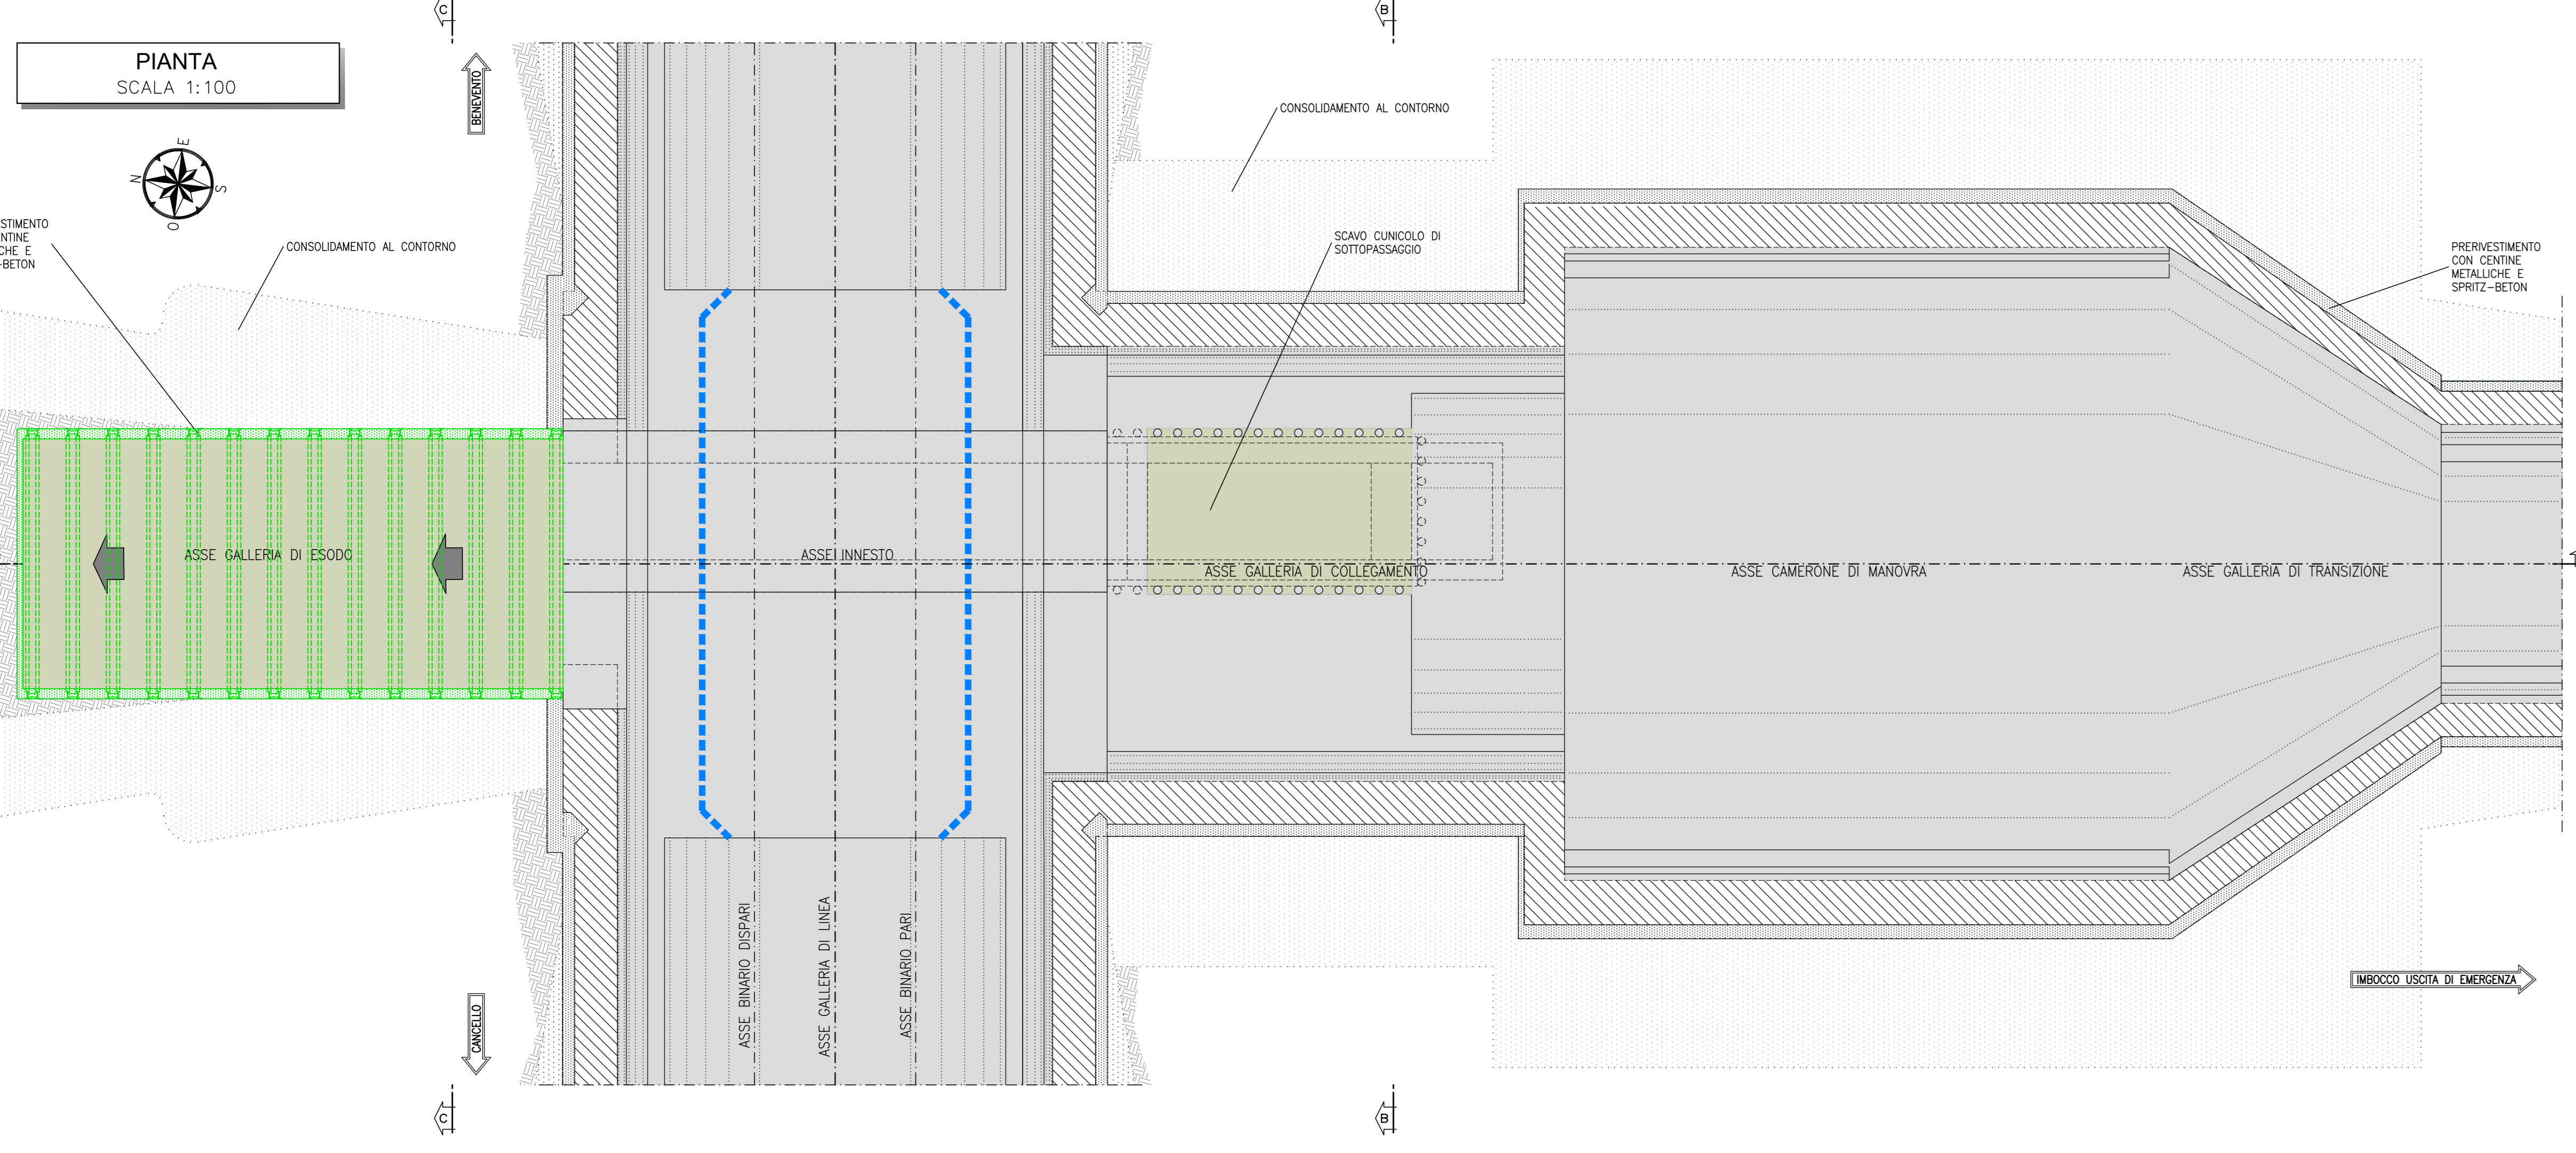 C
B
PIANTA
SCALA 1:100
BENEVENTO
E
N
S
O
STIMENTO
NTINE
CHE E
-BETON
CONSOLIDAMENTO AL CONTORNO
CONSOLIDAMENTO AL CONTORNO
SCAVO CUNICOLO DI
SOTTOPASSAGGIO
PRERIVESTIMENTO
CON CENTINE
METALLICHE E
SPRITZ-BETON
ASSE GALLERIA DI ESODO
ASSE INNESTO
ASSE GALLERIA DI COLLEGAMENTO
ASSE CAMERONE DI MANOVRA
ASSE GALLERIA DI TRANSIZIONE
ASSE BINARIO DISPARI
ASSE GALLERIA DI LINEA
ASSE BINARIO PARI
CANCELLO
IMBOCCO USCITA DI EMERGENZA
C
B